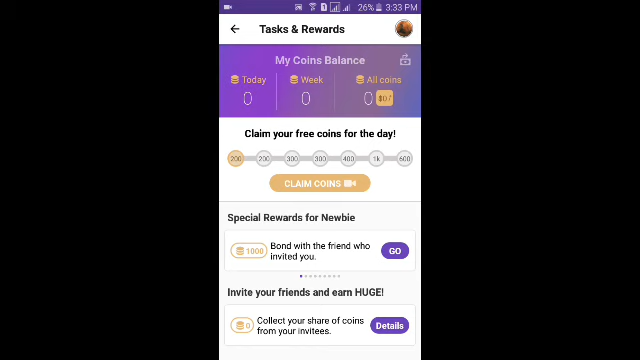 26% 3:33 PM
Tasks & Rewards
My Coins Balance
Today Week All coins
0 0 0
Claim your free coins for the day!
200 200 300 300 400 1k 600
CLAIM COINS
Special Rewards for Newbie
1000 Bond with the friend who invited you. GO
Invite your friends and earn HUGE!
0 Collect your share of coins from your invitees. Details